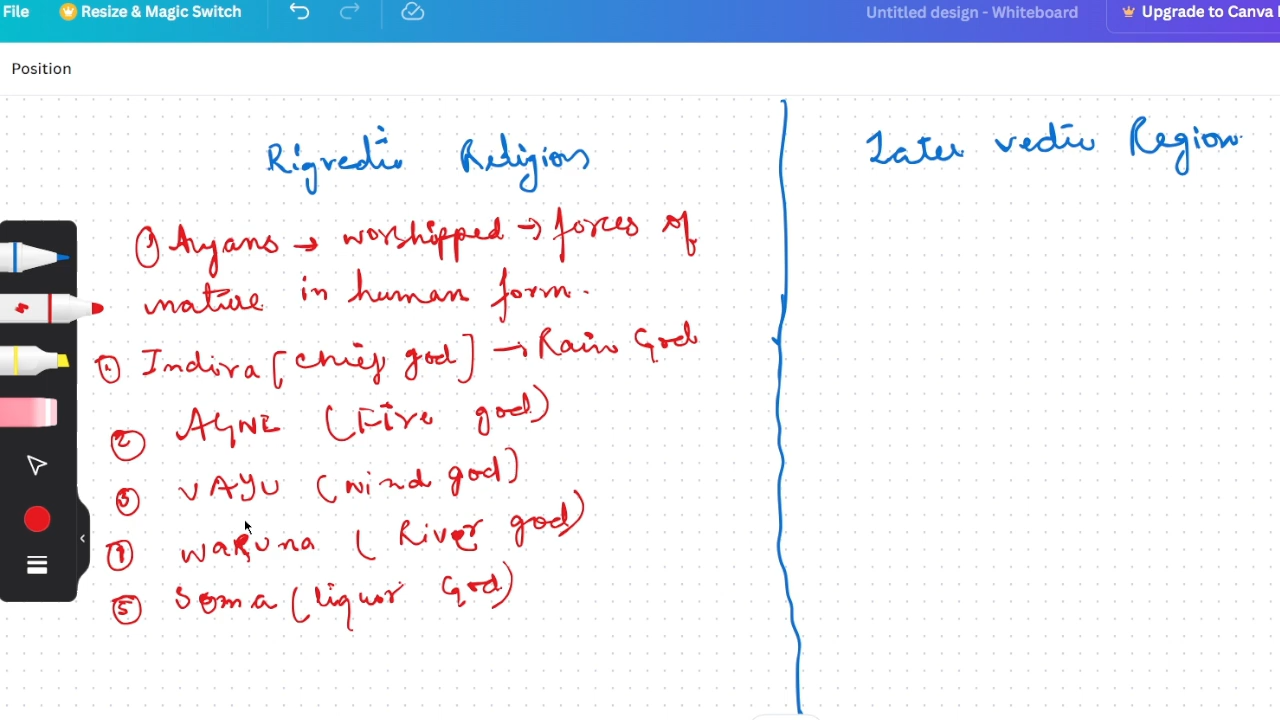 File Resize & Magic Switch Untitled design - Whiteboard Upgrade to Canva
Position
Rigvedic Religion
Later vedic Region
① Aryans → worshipped → forces of
nature in human form.
① Indira [chief god] → Rain God
② AGNI (Fire god)
③ VAYU (wind god)
④ waruna ( River god)
⑤ Soma (liquor God)